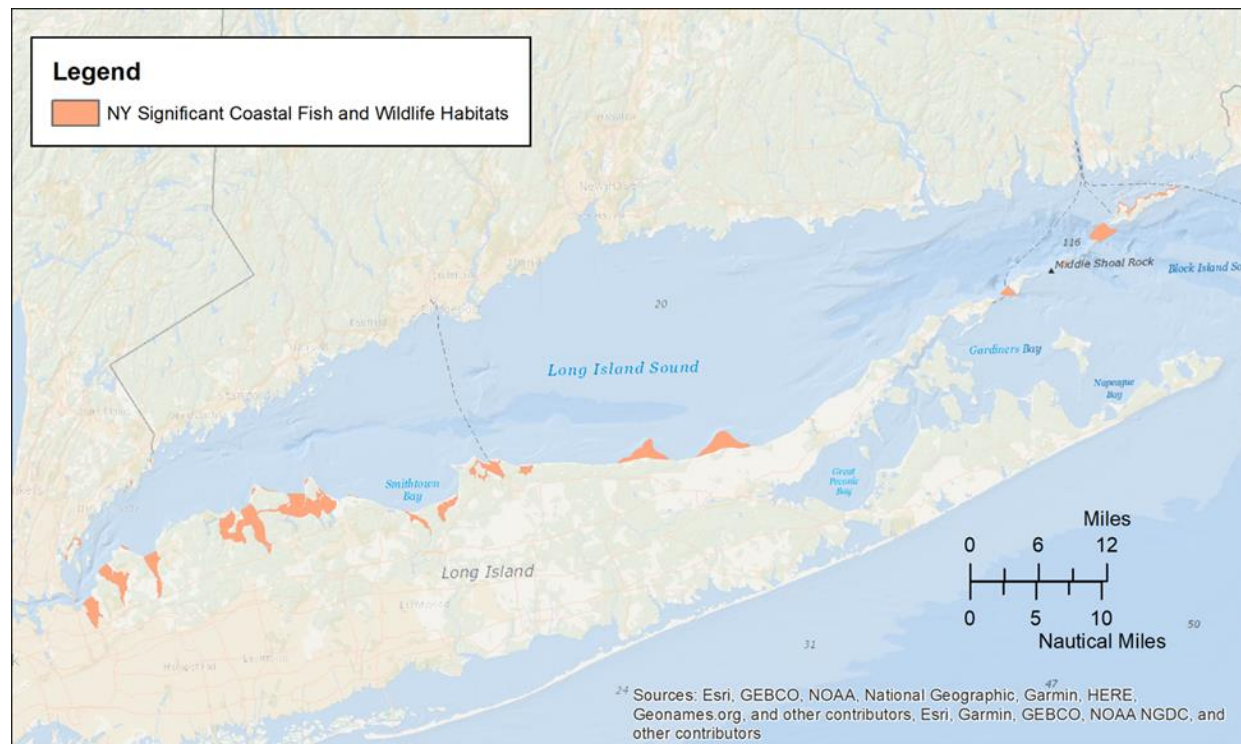 Legend
NY Significant Coastal Fish and Wildlife Habitats
116
Middle Shoal Rock
Block Island So
20
Gardiners Bay
Long Island Sound
Napeague
Bay
Smithtown
Bay
Great
Peconic
Bay
Long Island
Miles
0 6 12
0 5 10
Nautical Miles
50
31
24
47
Sources: Esri, GEBCO, NOAA, National Geographic, Garmin, HERE,
Geonames.org, and other contributors, Esri, Garmin, GEBCO, NOAA NGDC, and
other contributors